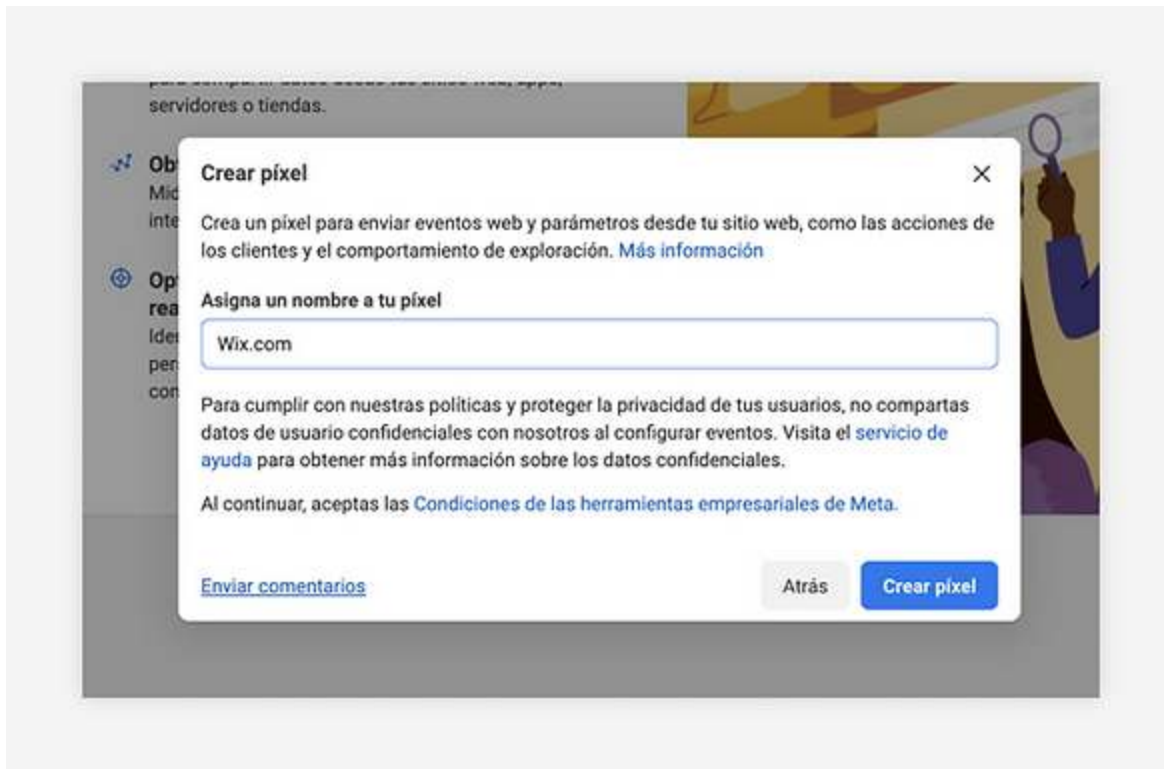 servidores o tiendas.
Crear píxel
Crea un píxel para enviar eventos web y parámetros desde tu sitio web, como las acciones de
los clientes y el comportamiento de exploración. Más información
Asigna un nombre a tu píxel
Wix.com
Para cumplir con nuestras políticas y proteger la privacidad de tus usuarios, no compartas
datos de usuario confidenciales con nosotros al configurar eventos. Visita el servicio de
ayuda para obtener más información sobre los datos confidenciales.
Al continuar, aceptas las Condiciones de las herramientas empresariales de Meta.
Enviar comentarios
Atrás
Crear píxel